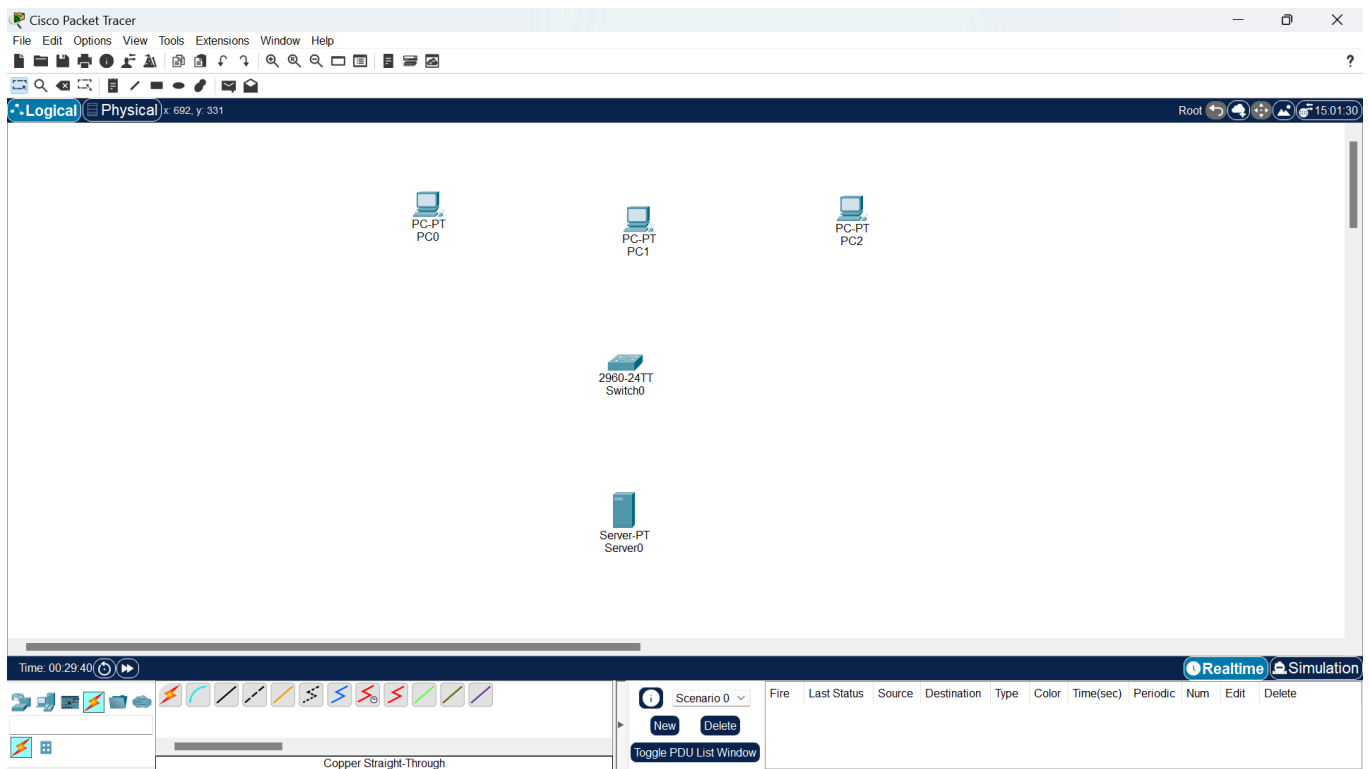 Cisco Packet Tracer
File Edit Options View Tools Extensions Window Help
?
Logical Physical x: 692, y: 331 Root 15:01:30
PC-PT
PC0
PC-PT
PC1
PC-PT
PC2
2960-24TT
Switch0
Server-PT
Server0
Time: 00:29:40 Realtime Simulation
Scenario 0 Fire Last Status Source Destination Type Color Time(sec) Periodic Num Edit Delete
New Delete
Toggle PDU List Window
Copper Straight-Through